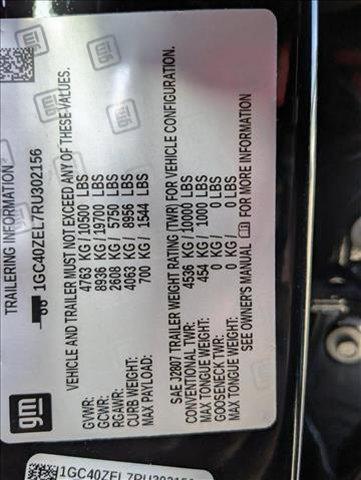 TRAILERING INFORMATION
1GC40ZEL7RU302156
VEHICLE AND TRAILER MUST NOT EXCEED ANY OF THESE VALUES.
GVWR: 4763 KG / 10500 LBS
GCWR: 8936 KG / 19700 LBS
RGAWR: 2608 KG / 5750 LBS
CURB WEIGHT: 4063 KG / 8956 LBS
MAX PAYLOAD: 700 KG / 1544 LBS
SAE J2807 TRAILER WEIGHT RATING (TWR) FOR VEHICLE CONFIGURATION.
CONVENTIONAL TWR: 4536 KG / 10000 LBS
MAX TONGUE WEIGHT: 454 KG / 1000 LBS
GOOSENECK TWR: 0 KG / 0 LBS
MAX TONGUE WEIGHT: 0 KG / 0 LBS
SEE OWNER'S MANUAL FOR MORE INFORMATION
gm
1GC40ZEL7RU302156